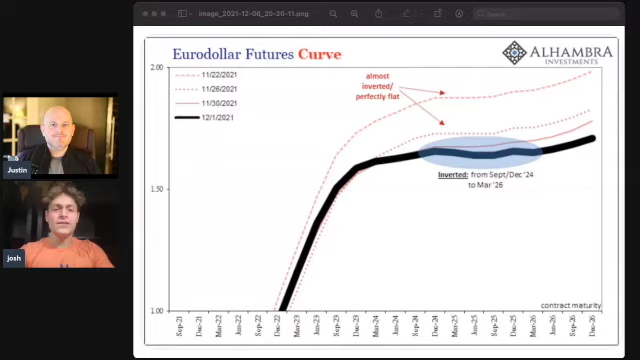 image_2021-12-06_20-20-11.png
Search
Eurodollar Futures Curve
ALHAMBRA
INVESTMENTS
2.00
1.50
1.00
11/22/2021
11/26/2021
11/30/2021
12/1/2021
almost
inverted/
perfectly flat
Inverted: from Sept/Dec '24
to Mar '26
contract maturity
Sep-21
Dec-21
Mar-22
Jun-22
Sep-22
Dec-22
Mar-23
Jun-23
Sep-23
Dec-23
Mar-24
Jun-24
Sep-24
Dec-24
Mar-25
Jun-25
Sep-25
Dec-25
Mar-26
Jun-26
Sep-26
Dec-26
Justin
josh